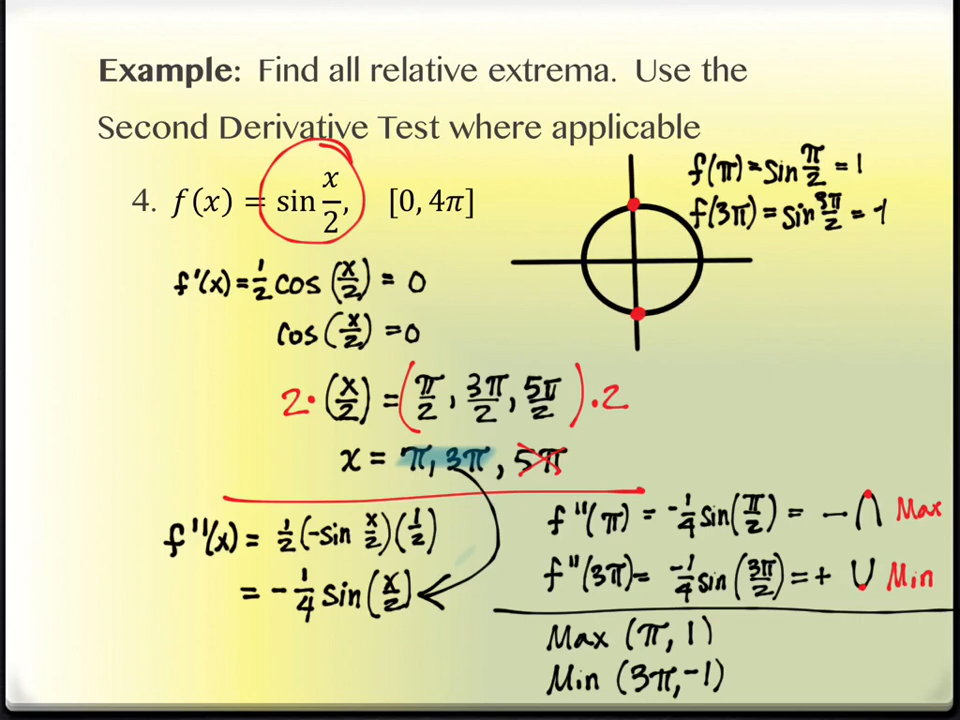 Example: Find all relative extrema. Use the
Second Derivative Test where applicable
4. f(x) = sin x/2, [0, 4π]
f(π) = sin π/2 = 1
f(3π) = sin 3π/2 = -1
f'(x) = 1/2 cos (x/2) = 0
cos (x/2) = 0
2 · (x/2) = (π/2, 3π/2, 5π/2) · 2
x = π, 3π, 5π
f''(x) = 1/2 (-sin x/2)(1/2)
= -1/4 sin (x/2)
f''(π) = -1/4 sin (π/2) = - ∩ Max
f''(3π) = -1/4 sin (3π/2) = + ∪ Min
Max (π, 1)
Min (3π, -1)